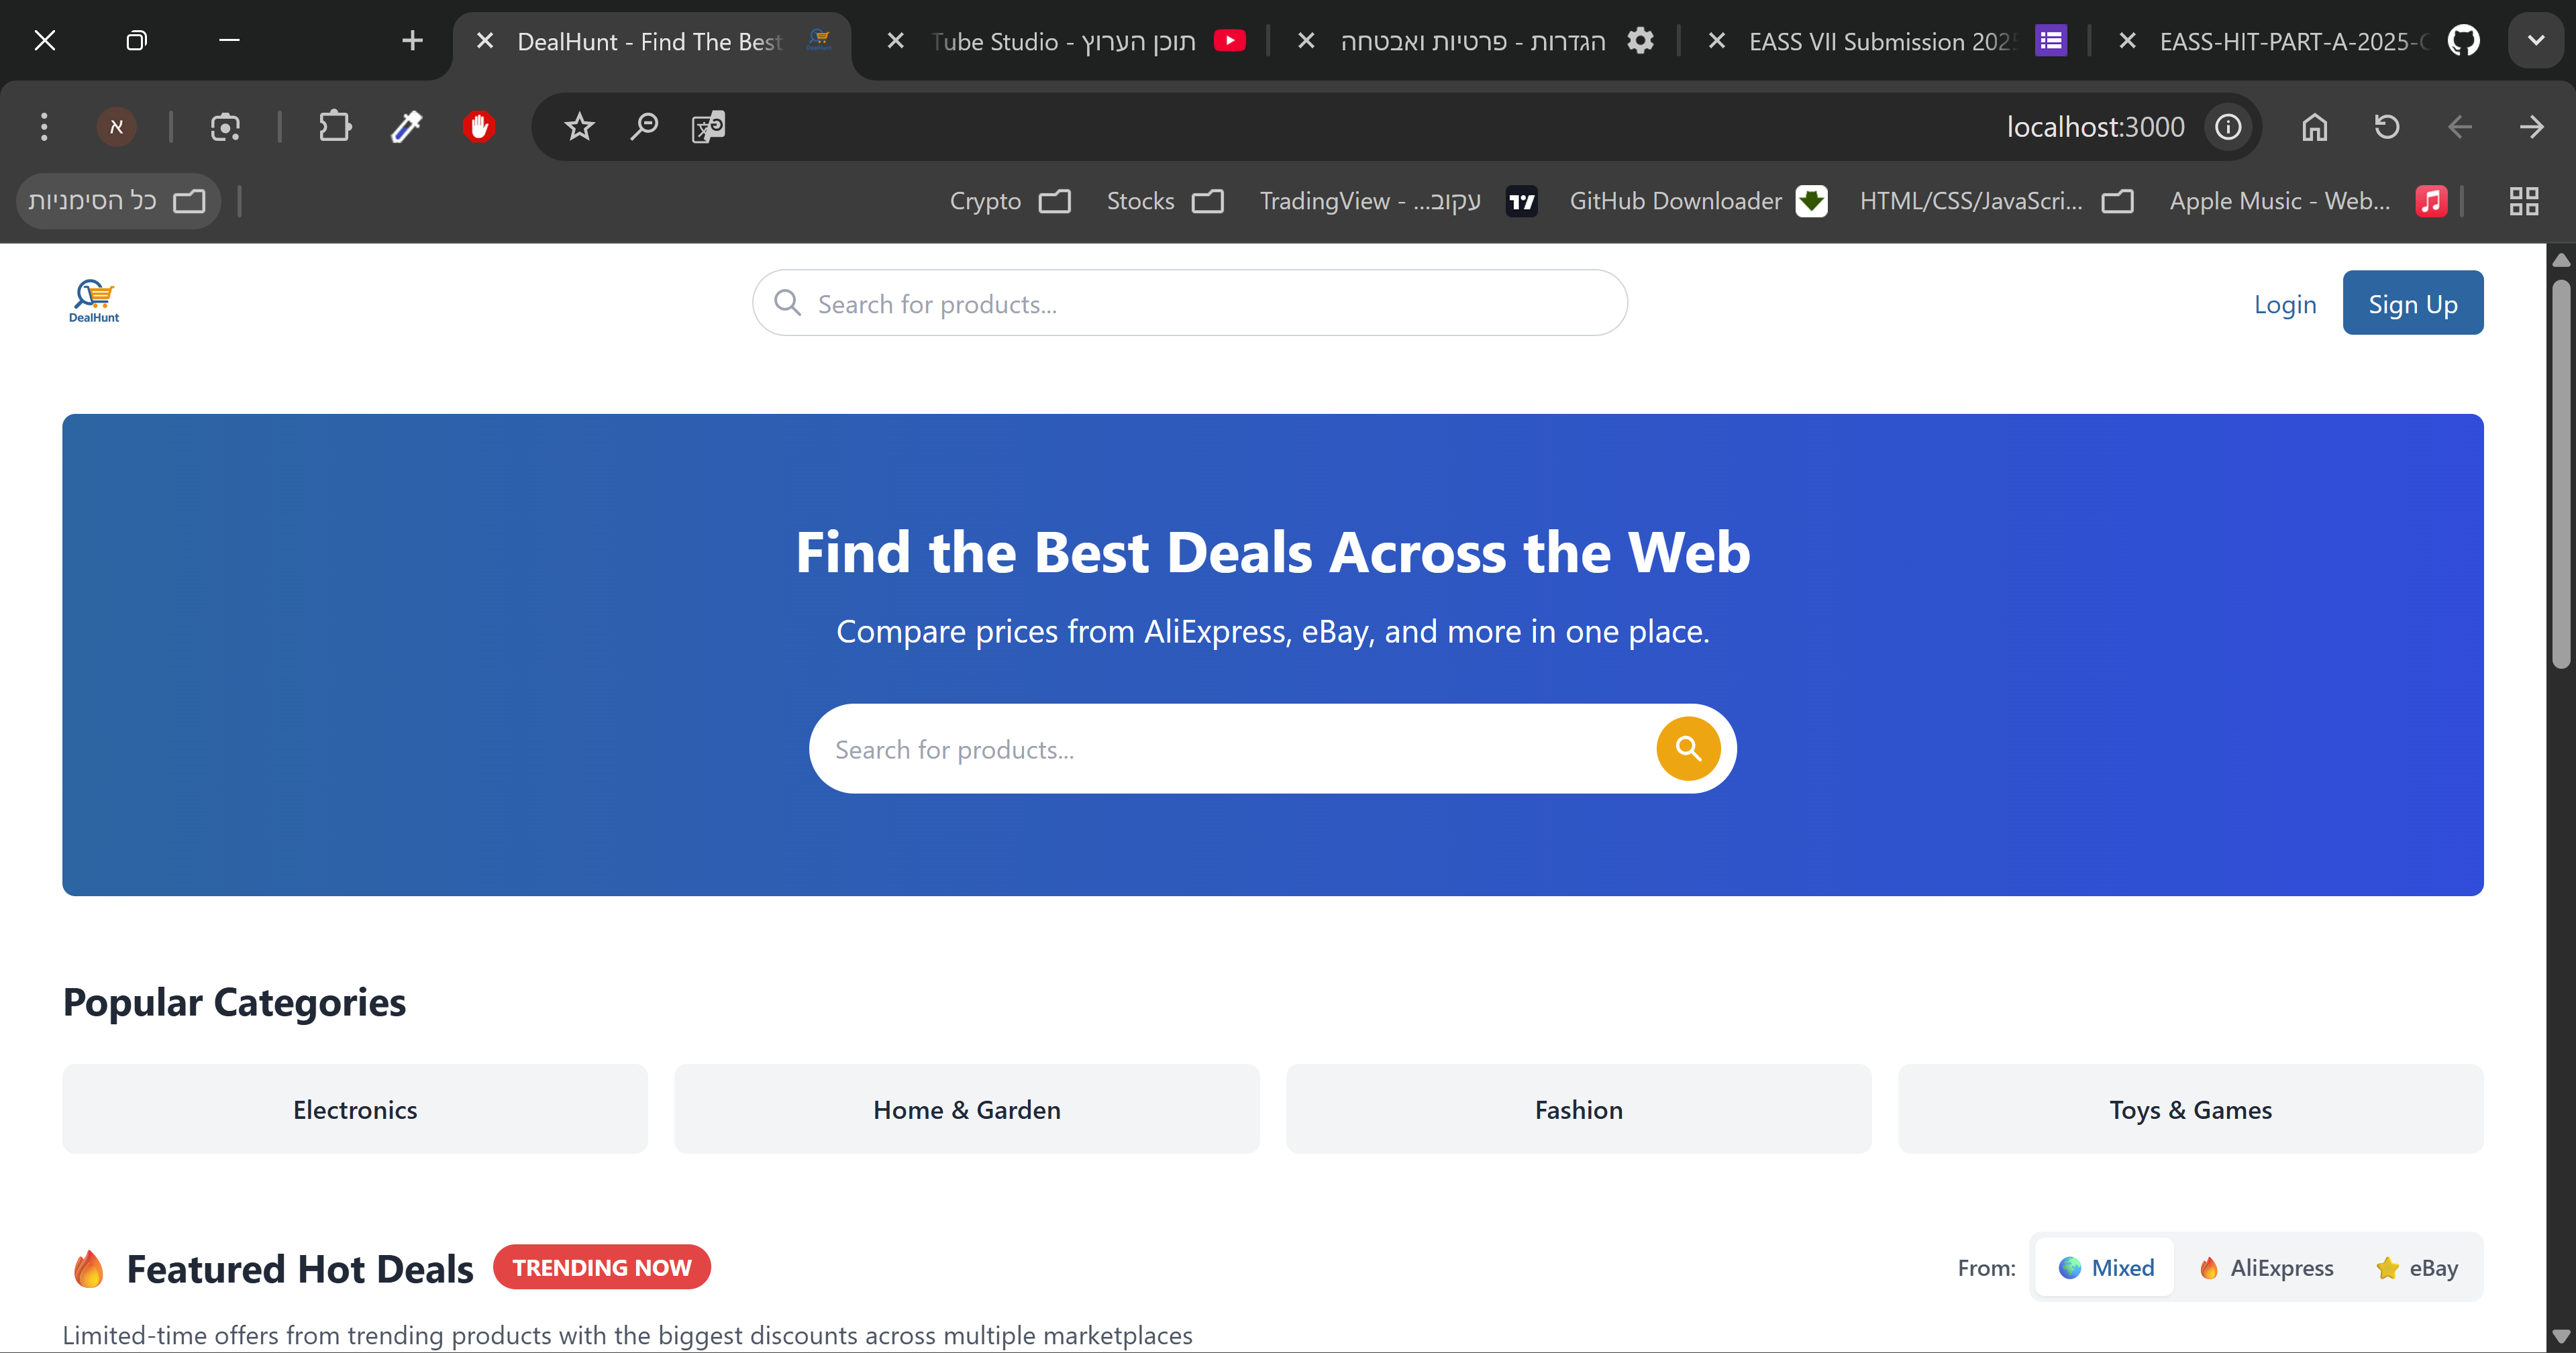 DealHunt - Find The Best
Tube Studio - תוכן הערוץ
הגדרות - פרטיות ואבטחה
EASS VII Submission 202
EASS-HIT-PART-A-2025-
א
localhost:3000
כל הסימניות
Crypto
Stocks
TradingView - ...עקוב
GitHub Downloader
HTML/CSS/JavaScri...
Apple Music - Web...
DealHunt
Search for products...
Login
Sign Up
Find the Best Deals Across the Web
Compare prices from AliExpress, eBay, and more in one place.
Search for products...
Popular Categories
Electronics
Home & Garden
Fashion
Toys & Games
Featured Hot Deals
TRENDING NOW
From:
Mixed
AliExpress
eBay
Limited-time offers from trending products with the biggest discounts across multiple marketplaces